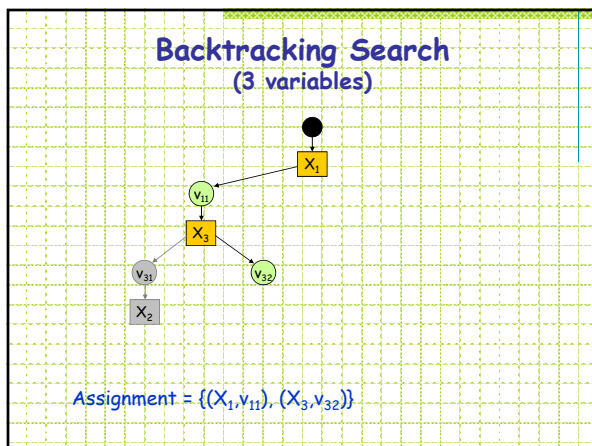 Backtracking Search
(3 variables)
X₁
v₁₁
X₃
v₃₁ v₃₂
X₂
Assignment = {(X₁,v₁₁), (X₃,v₃₂)}